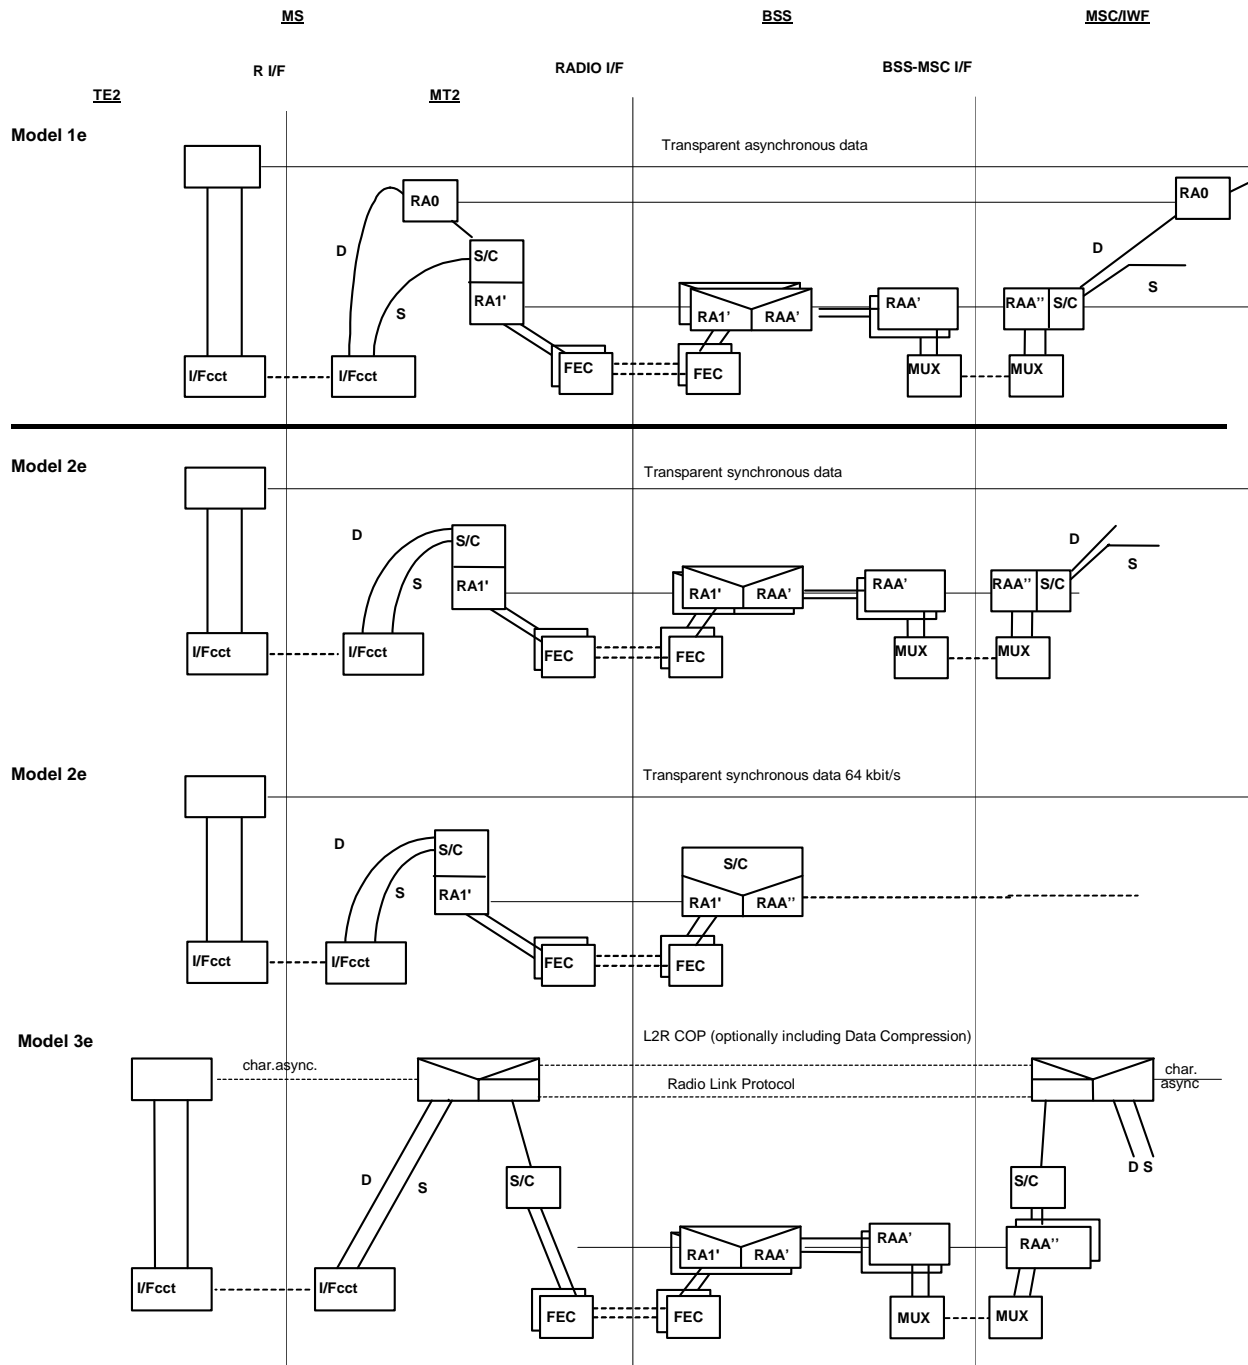 MS BSS MSC/IWF
R I/F RADIO I/F BSS-MSC I/F
TE2 MT2
Model 1e
Transparent asynchronous data
RA0 RA0
D S/C D
S RA1' RA1' RAA' RAA' RAA'' S/C S
I/Fcct I/Fcct FEC FEC MUX MUX
Model 2e
Transparent synchronous data
D S/C D
S RA1' RA1' RAA' RAA' RAA'' S/C S
I/Fcct I/Fcct FEC FEC MUX MUX
Model 2e
Transparent synchronous data 64 kbit/s
D S/C S/C
S RA1' RA1' RAA''
I/Fcct I/Fcct FEC FEC
Model 3e
L2R COP (optionally including Data Compression)
char.async. char.
Radio Link Protocol async
D S S/C D S
S/C
RA1' RAA' RAA' RAA''
I/Fcct I/Fcct FEC FEC MUX MUX